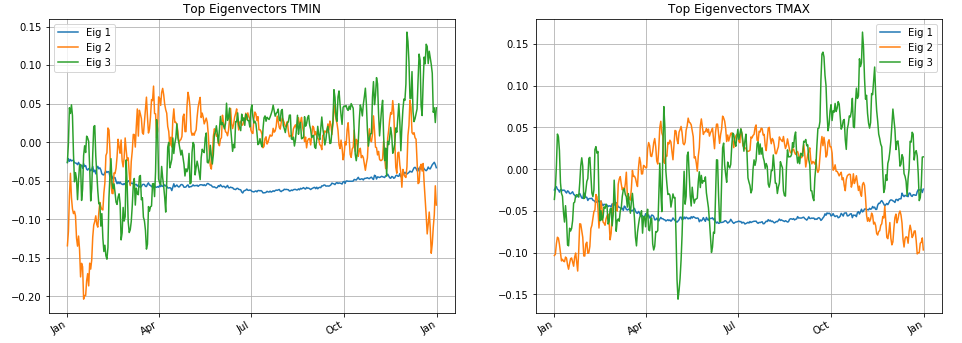 Top Eigenvectors TMIN
Eig 1
Eig 2
Eig 3
0.15
0.10
0.05
0.00
−0.05
−0.10
−0.15
−0.20
Jan
Apr
Jul
Oct
Jan
Top Eigenvectors TMAX
Eig 1
Eig 2
Eig 3
0.15
0.10
0.05
0.00
−0.05
−0.10
−0.15
Jan
Apr
Jul
Oct
Jan